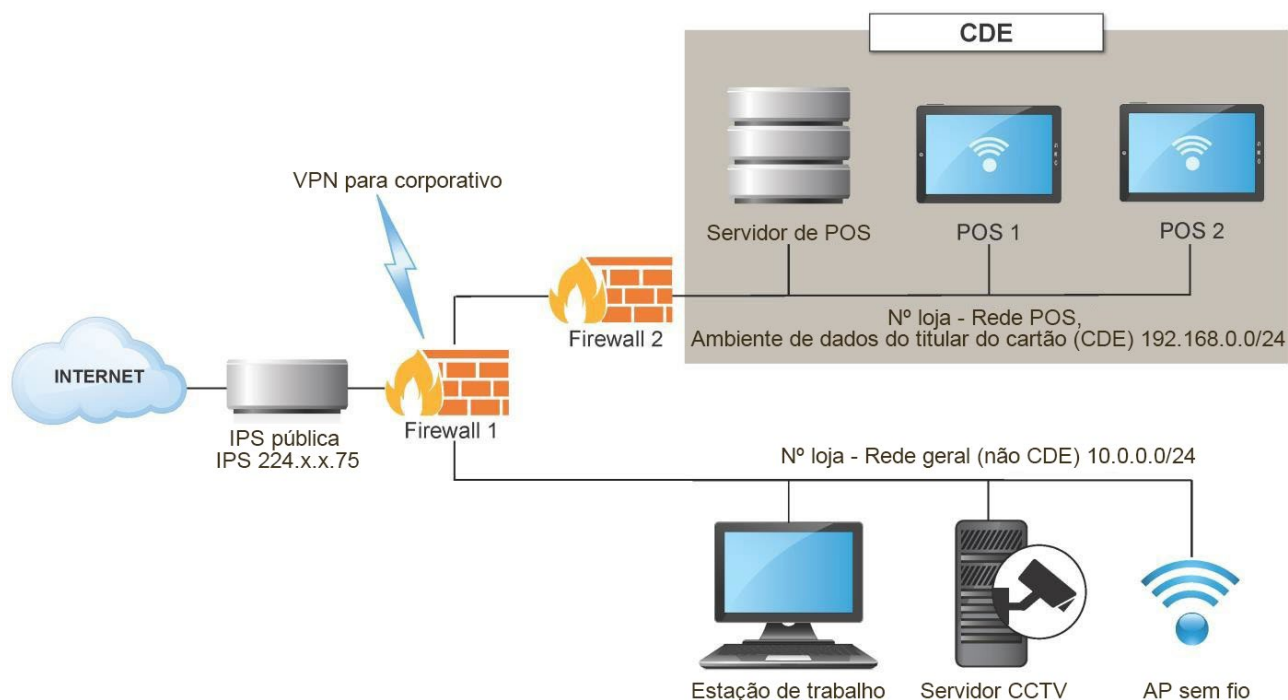 CDE
VPN para corporativo
Servidor de POS
POS 1
POS 2
Firewall 2
Nº loja - Rede POS,
Ambiente de dados do titular do cartão (CDE) 192.168.0.0/24
INTERNET
Firewall 1
IPS pública
IPS 224.x.x.75
Nº loja - Rede geral (não CDE) 10.0.0.0/24
Estação de trabalho
Servidor CCTV
AP sem fio